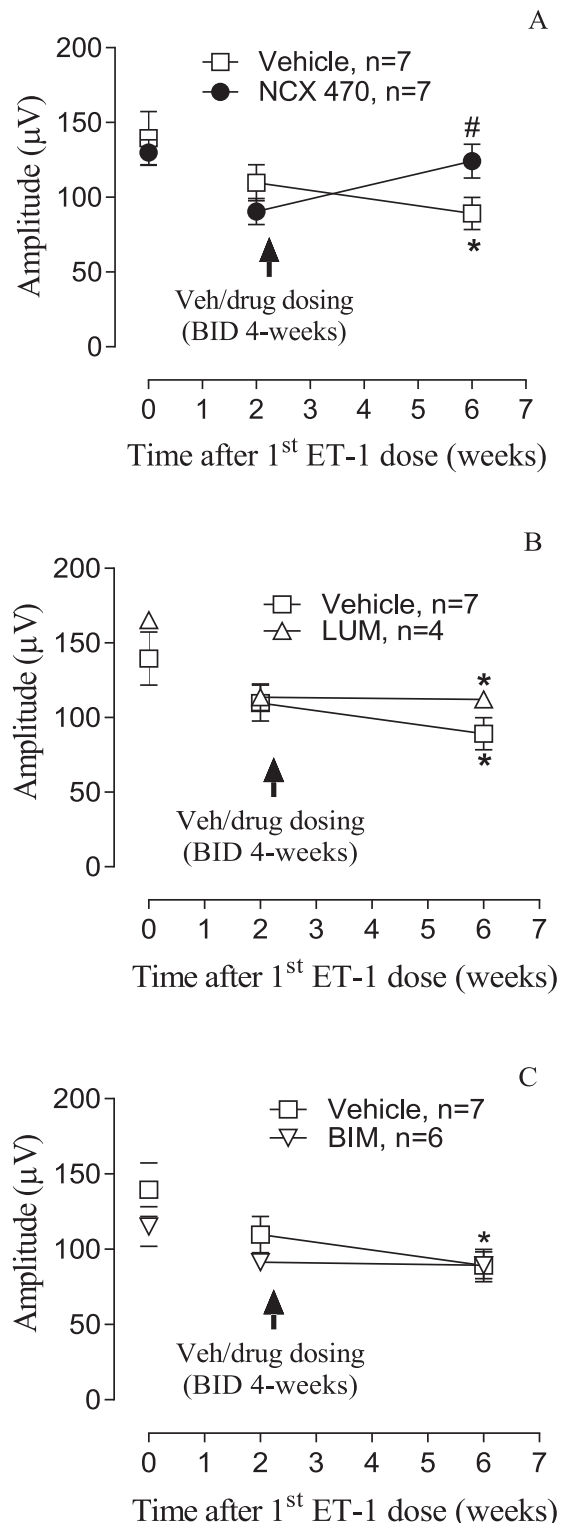 A
200
Vehicle, n=7
NCX 470, n=7
150
#
100
*
50
Veh/drug dosing
(BID 4-weeks)
0
Amplitude (µV)
0 1 2 3 4 5 6 7
Time after 1st ET-1 dose (weeks)
B
200
Vehicle, n=7
LUM, n=4
150
*
100
*
50
Veh/drug dosing
(BID 4-weeks)
0
Amplitude (µV)
0 1 2 3 4 5 6 7
Time after 1st ET-1 dose (weeks)
C
200
Vehicle, n=7
BIM, n=6
150
*
100
50
Veh/drug dosing
(BID 4-weeks)
0
Amplitude (µV)
0 1 2 3 4 5 6 7
Time after 1st ET-1 dose (weeks)